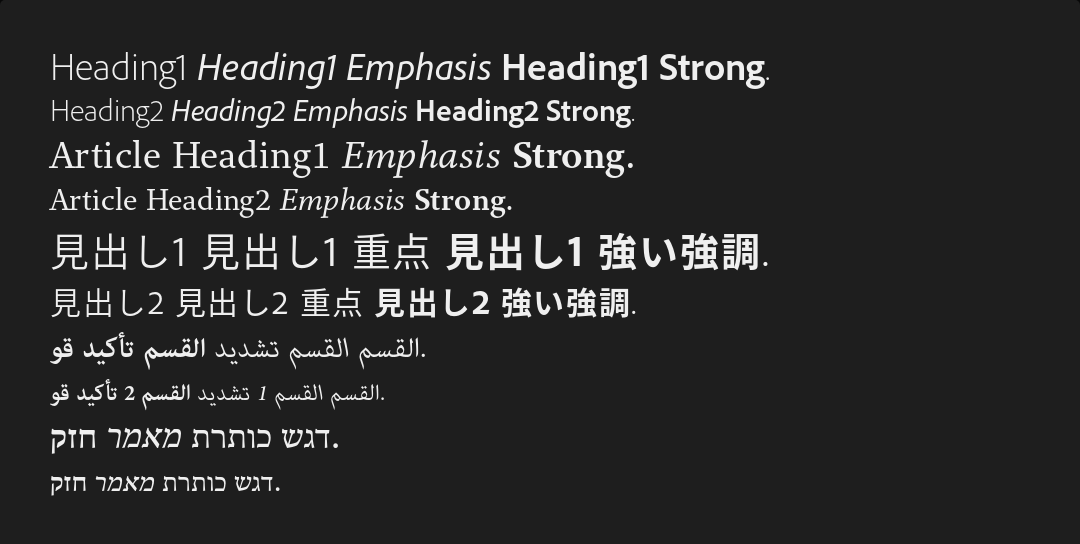 Heading1 Heading1 Emphasis Heading1 Strong.
Heading2 Heading2 Emphasis Heading2 Strong.
Article Heading1 Emphasis Strong.
Article Heading2 Emphasis Strong.
見出し1 見出し1 重点 見出し1 強い強調.
見出し2 見出し2 重点 見出し2 強い強調.
القسم القسم تشديد القسم تأكيد قو.
القسم القسم 1 تشديد القسم 2 تأكيد قو.
דגש כותרת מאמר חזק.
דגש כותרת מאמר חזק.